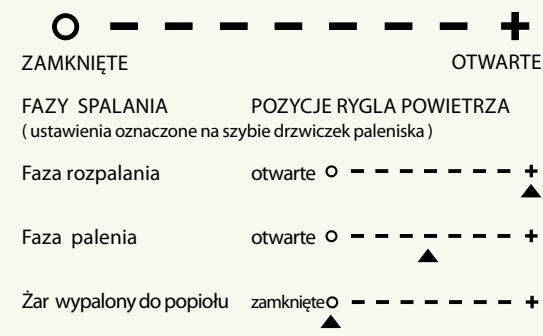 ZAMKNIĘTE OTWARTE
FAZY SPALANIA POZYCJE RYGLA POWIETRZA
( ustawienia oznaczone na szybie drzwiczek paleniska )
Faza rozpalania otwarte
Faza palenia otwarte
Żar wypalony do popiołu zamknięte